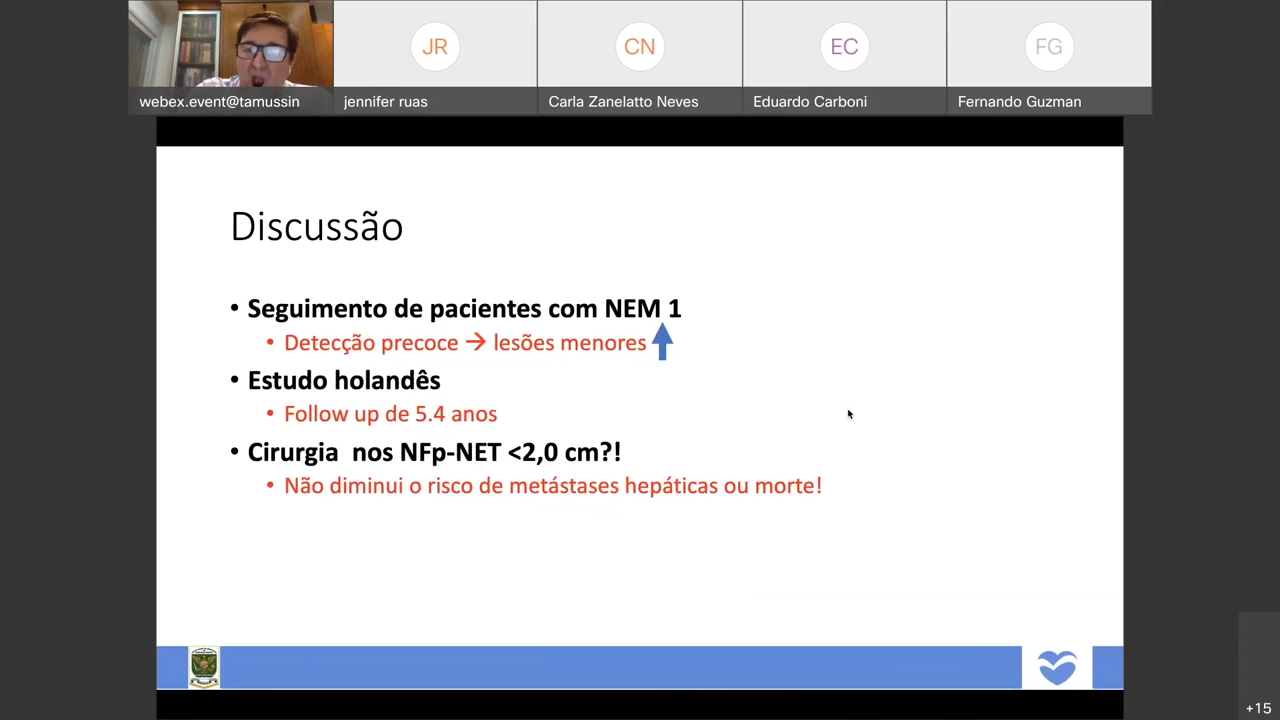 JR
CN
EC
FG
webex.event@tamussin
jennifer ruas
Carla Zanelatto Neves
Eduardo Carboni
Fernando Guzman
Discussão
• Seguimento de pacientes com NEM 1
• Detecção precoce → lesões menores
• Estudo holandês
• Follow up de 5.4 anos
• Cirurgia nos NFp-NET <2,0 cm?!
• Não diminui o risco de metástases hepáticas ou morte!
+15